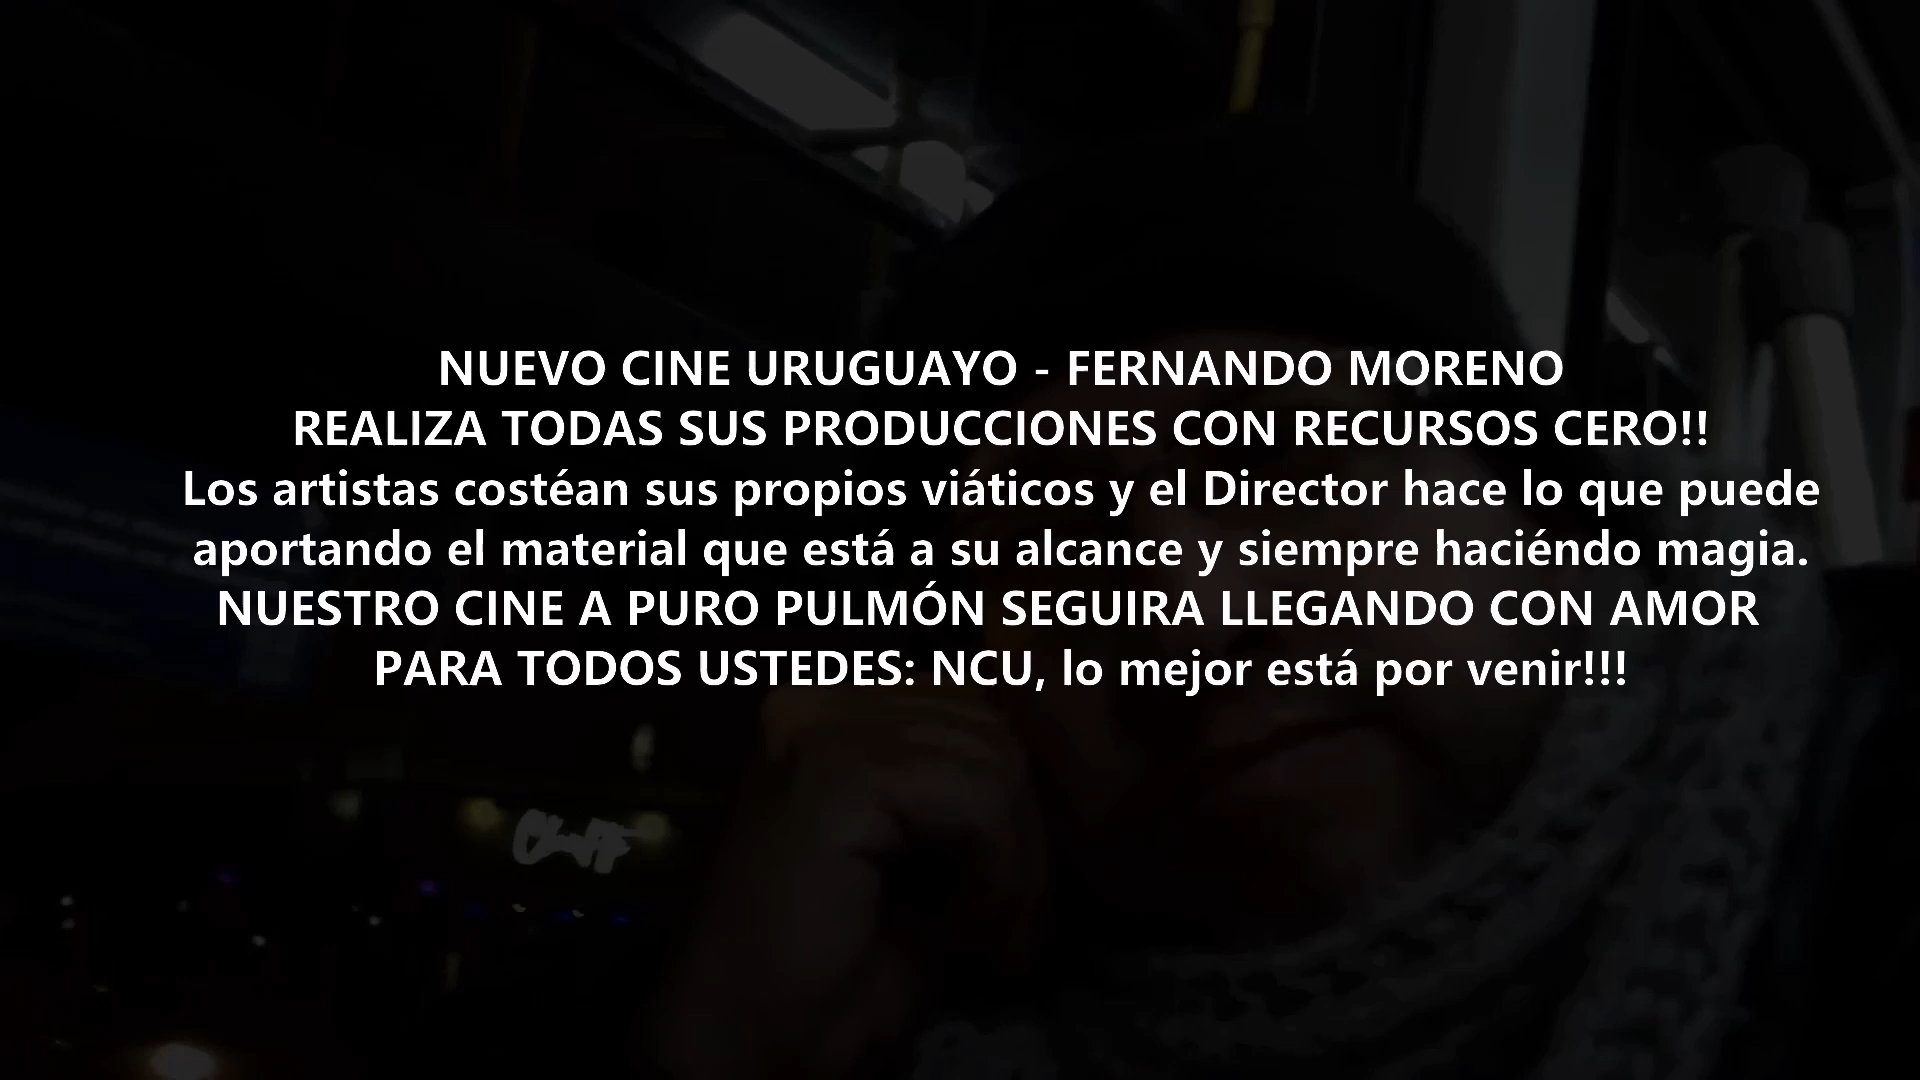 NUEVO CINE URUGUAYO - FERNANDO MORENO
REALIZA TODAS SUS PRODUCCIONES CON RECURSOS CERO!!
Los artistas costéan sus propios viáticos y el Director hace lo que puede
aportando el material que está a su alcance y siempre haciéndo magia.
NUESTRO CINE A PURO PULMÓN SEGUIRA LLEGANDO CON AMOR
PARA TODOS USTEDES: NCU, lo mejor está por venir!!!